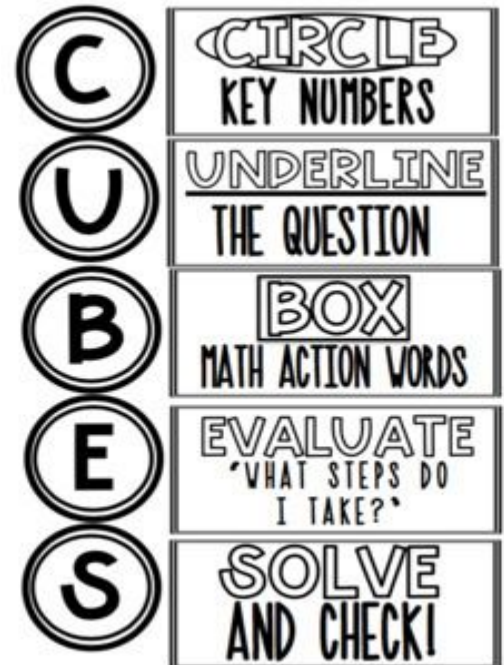 C
CIRCLE
KEY NUMBERS
U
UNDERLINE
THE QUESTION
B
BOX
MATH ACTION WORDS
E
EVALUATE
'WHAT STEPS DO
I TAKE?'
S
SOLVE
AND CHECK!